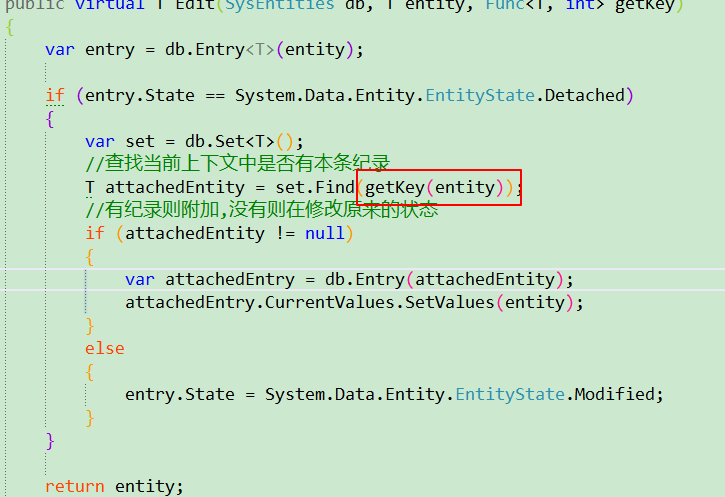 public virtual T Edit(SysEntities db, T entity, Func<T, int> getKey)
{
var entry = db.Entry<T>(entity);
if (entry.State == System.Data.Entity.EntityState.Detached)
{
var set = db.Set<T>();
//查找当前上下文中是否有本条纪录
T attachedEntity = set.Find(getKey(entity));
//有纪录则附加,没有则在修改原来的状态
if (attachedEntity != null)
{
var attachedEntry = db.Entry(attachedEntity);
attachedEntry.CurrentValues.SetValues(entity);
}
else
{
entry.State = System.Data.Entity.EntityState.Modified;
}
}
return entity;